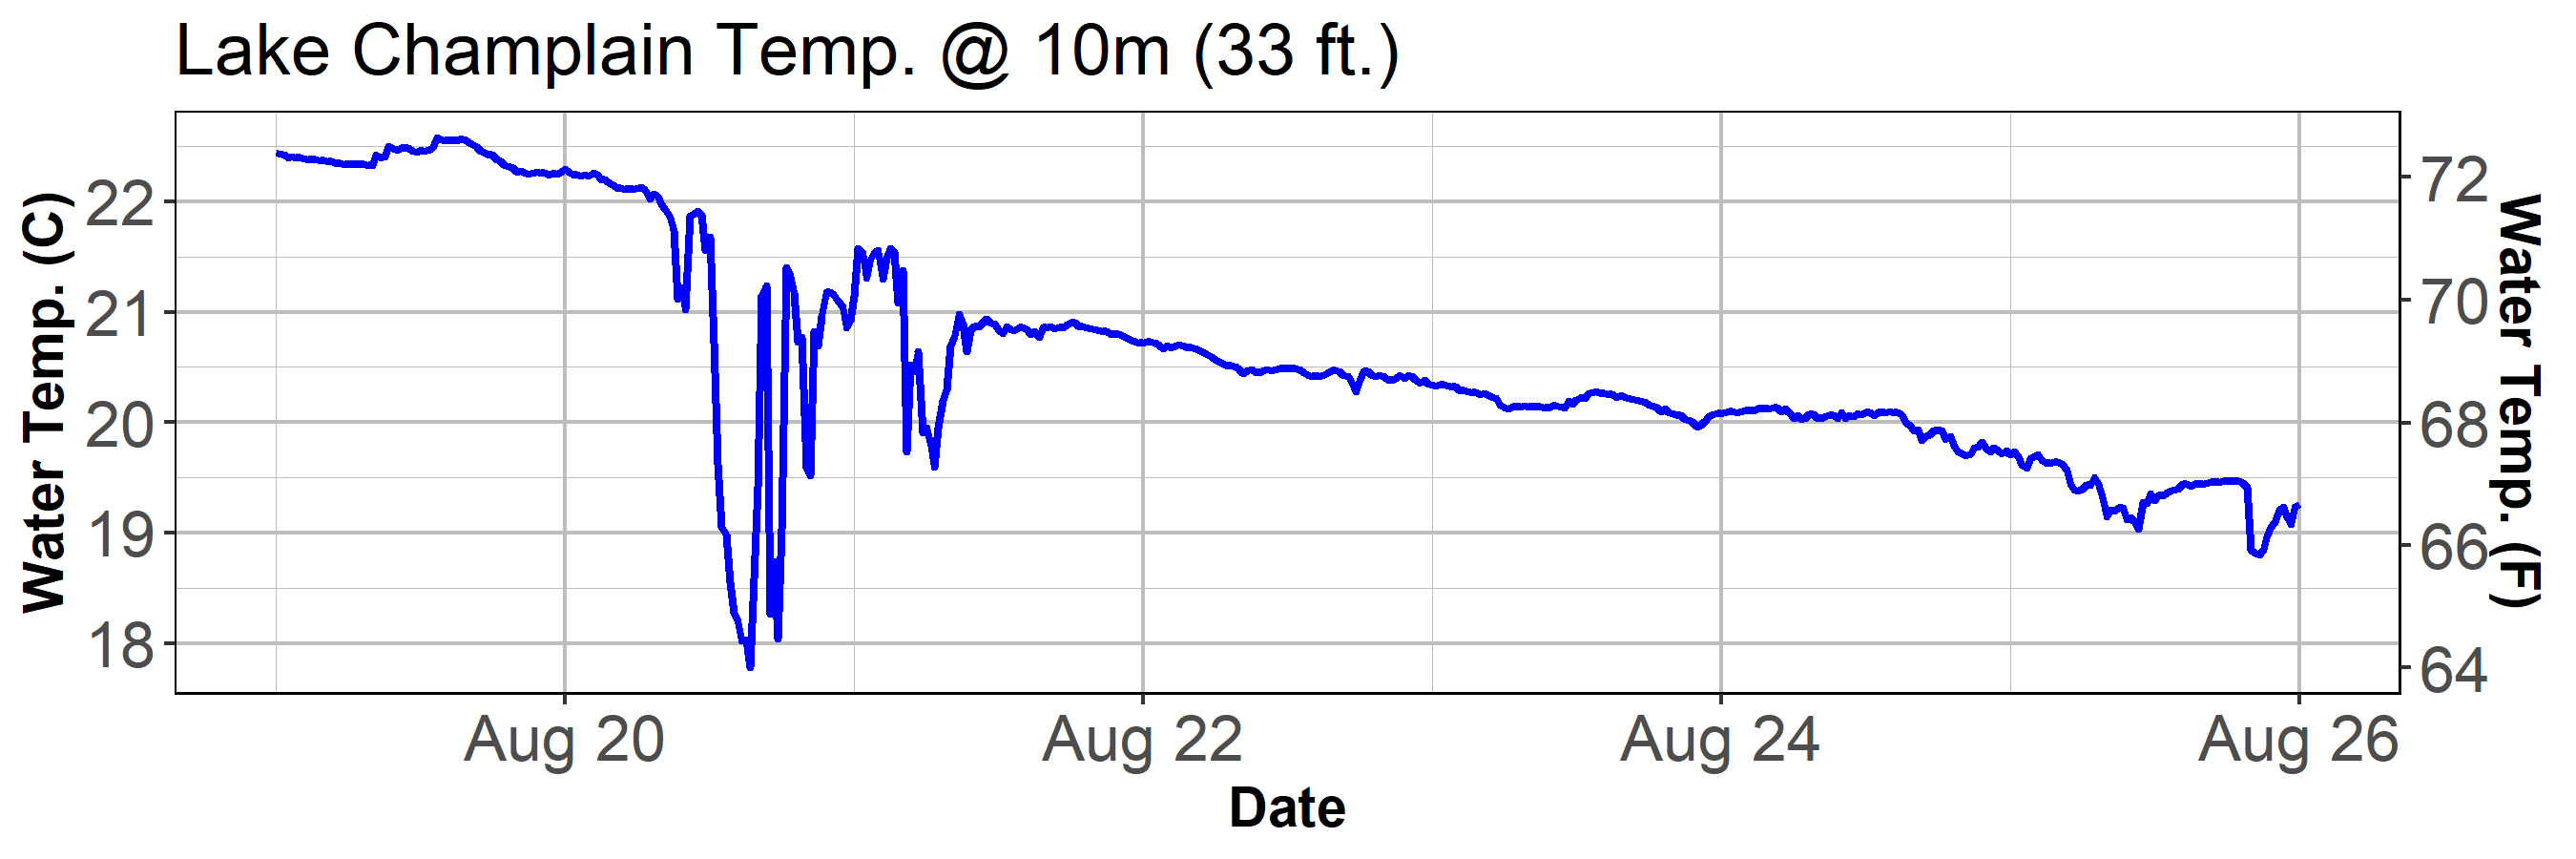 Lake Champlain Temp. @ 10m (33 ft.)
Water Temp. (C)
22
21
20
19
18
72
70
68
66
64
Water Temp. (F)
Aug 20 Aug 22 Aug 24 Aug 26
Date